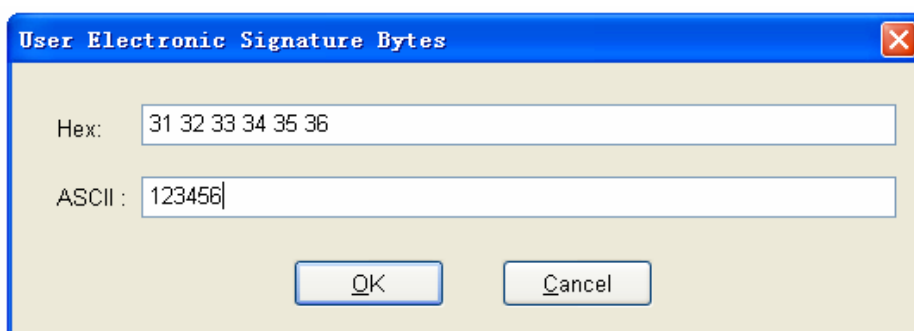 User Electronic Signature Bytes
Hex: 31 32 33 34 35 36
ASCII : 123456
OK Cancel